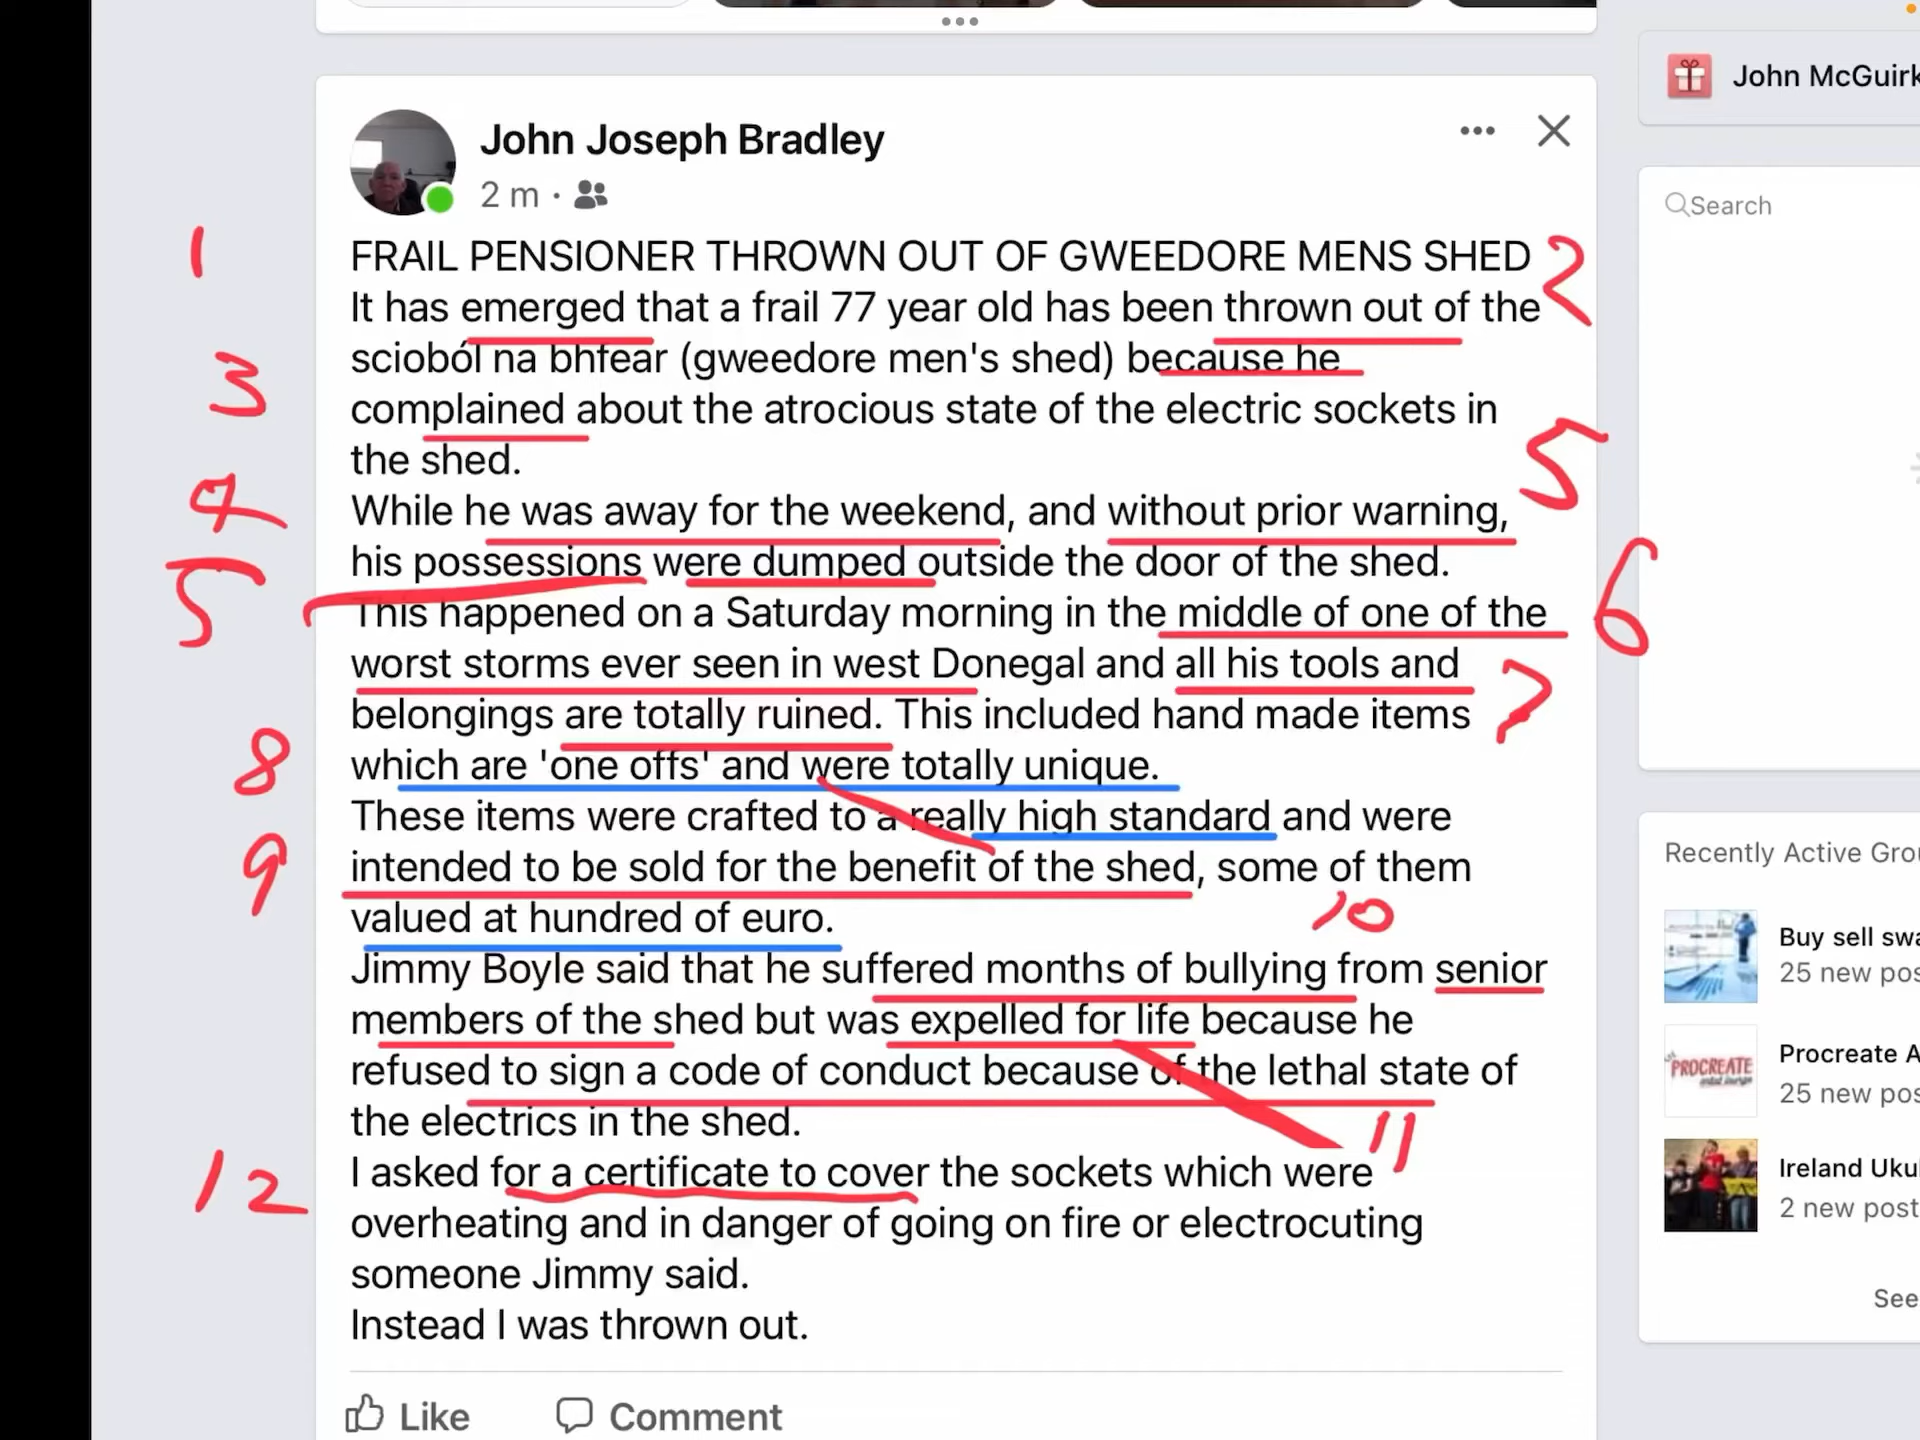 John McGuirk
John Joseph Bradley
2 m ·
Search
1
FRAIL PENSIONER THROWN OUT OF GWEEDORE MENS SHED
2
It has emerged that a frail 77 year old has been thrown out of the
scioból na bhfear (gweedore men's shed) because he
3
complained about the atrocious state of the electric sockets in
the shed.
5
4
While he was away for the weekend, and without prior warning,
his possessions were dumped outside the door of the shed.
5
This happened on a Saturday morning in the middle of one of the
6
worst storms ever seen in west Donegal and all his tools and
7
belongings are totally ruined. This included hand made items
8
which are 'one offs' and were totally unique.
These items were crafted to a really high standard and were
9
intended to be sold for the benefit of the shed, some of them
valued at hundred of euro.
10
Jimmy Boyle said that he suffered months of bullying from senior
members of the shed but was expelled for life because he
refused to sign a code of conduct because of the lethal state of
the electrics in the shed.
11
12
I asked for a certificate to cover the sockets which were
overheating and in danger of going on fire or electrocuting
someone Jimmy said.
Instead I was thrown out.
Like
Comment
Recently Active Gro
Buy sell swa
25 new pos
PROCREATE
Procreate A
25 new pos
Ireland Uku
2 new post
See